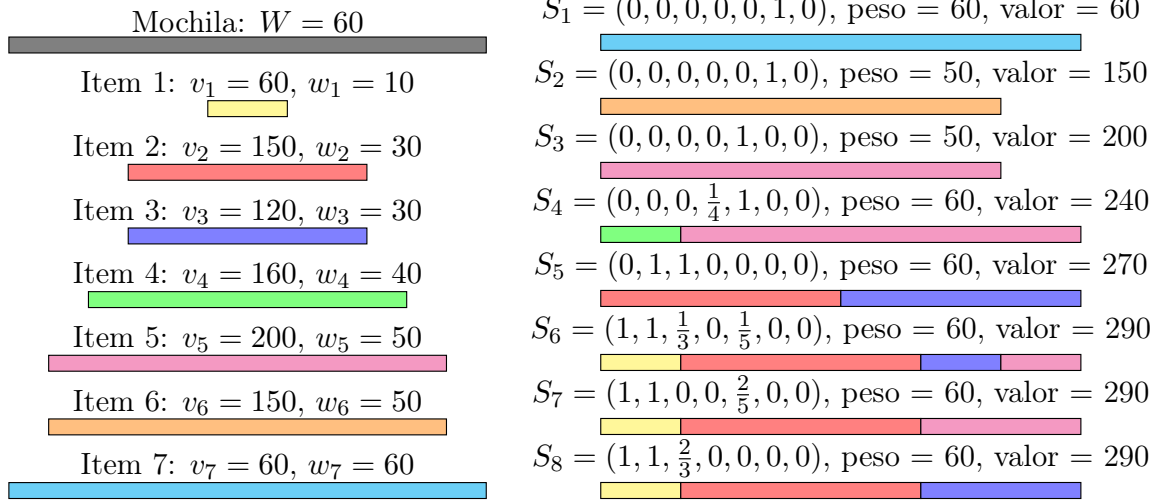 Mochila: W = 60
Item 1: v₁ = 60, w₁ = 10
Item 2: v₂ = 150, w₂ = 30
Item 3: v₃ = 120, w₃ = 30
Item 4: v₄ = 160, w₄ = 40
Item 5: v₅ = 200, w₅ = 50
Item 6: v₆ = 150, w₆ = 50
Item 7: v₇ = 60, w₇ = 60
S₁ = (0, 0, 0, 0, 0, 1, 0), peso = 60, valor = 60
S₂ = (0, 0, 0, 0, 0, 1, 0), peso = 50, valor = 150
S₃ = (0, 0, 0, 0, 1, 0, 0), peso = 50, valor = 200
S₄ = (0, 0, 0, 1/4, 1, 0, 0), peso = 60, valor = 240
S₅ = (0, 1, 1, 0, 0, 0, 0), peso = 60, valor = 270
S₆ = (1, 1, 1/3, 0, 1/5, 0, 0), peso = 60, valor = 290
S₇ = (1, 1, 0, 0, 2/5, 0, 0), peso = 60, valor = 290
S₈ = (1, 1, 2/3, 0, 0, 0, 0), peso = 60, valor = 290